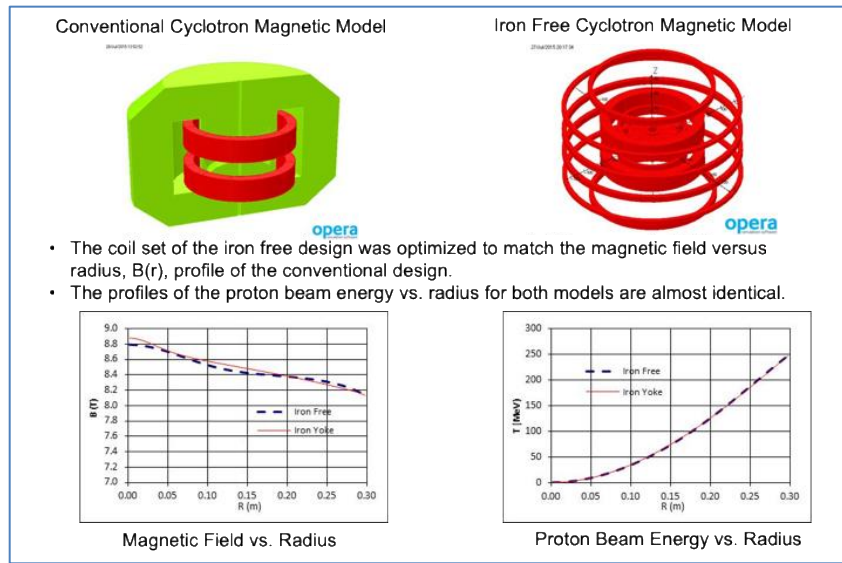 Conventional Cyclotron Magnetic Model
Iron Free Cyclotron Magnetic Model
Z
opera
opera
• The coil set of the iron free design was optimized to match the magnetic field versus
radius, B(r), profile of the conventional design.
• The profiles of the proton beam energy vs. radius for both models are almost identical.
9.0
8.8
8.6
8.4
8.2
8.0
7.8
7.6
7.4
7.2
7.0
B (T)
Iron Free
Iron Yoke
0.00 0.05 0.10 0.15 0.20 0.25 0.30
R (m)
Magnetic Field vs. Radius
300
250
200
150
100
50
0
T (MeV)
Iron Free
Iron Yoke
0.00 0.05 0.10 0.15 0.20 0.25 0.30
R (m)
Proton Beam Energy vs. Radius